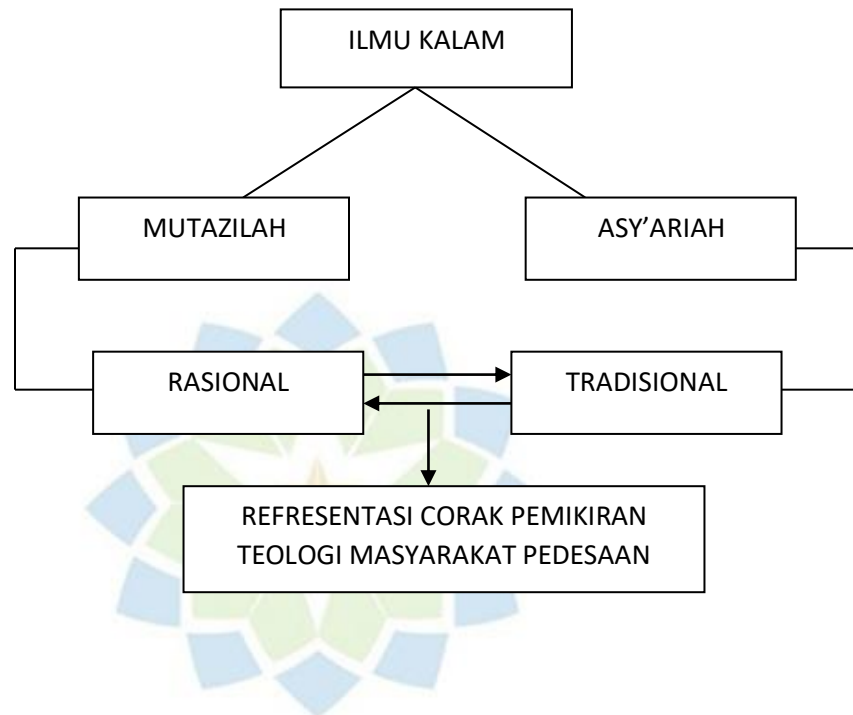 ILMU KALAM
MUTAZILAH
ASY’ARIAH
RASIONAL
TRADISIONAL
REFRESENTASI CORAK PEMIKIRAN
TEOLOGI MASYARAKAT PEDESAAN